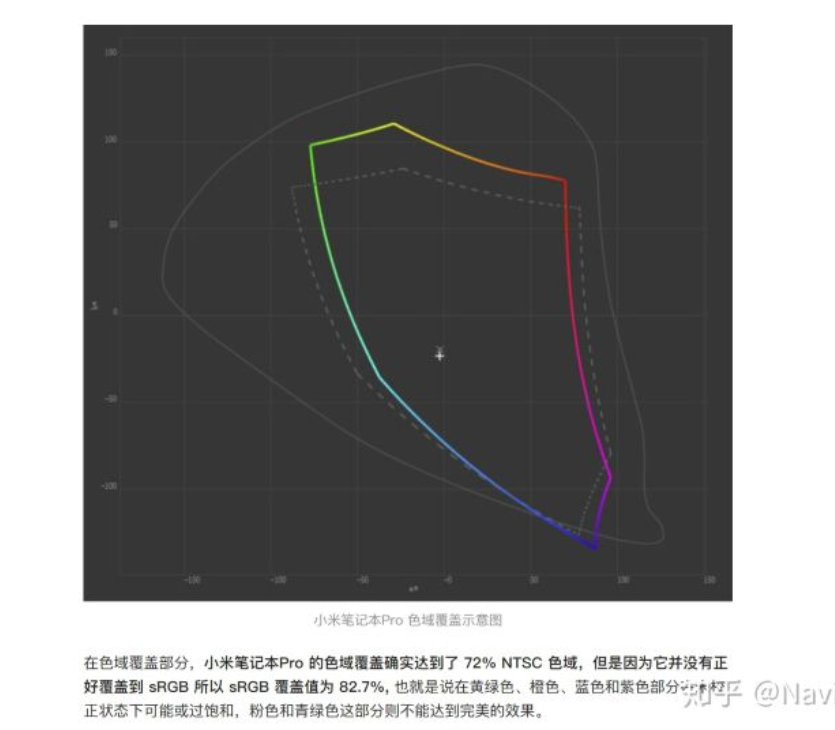 150
100
50
0
-50
-100
-150 -100 -50 0 50 100 150
小米笔记本Pro 色域覆盖示意图
在色域覆盖部分，小米笔记本Pro 的色域覆盖确实达到了 72% NTSC 色域，但是因为它并没有正
好覆盖到 sRGB 所以 sRGB 覆盖值为 82.7%, 也就是说在黄绿色、橙色、蓝色和紫色部分
正状态下可能或过饱和，粉色和青绿色这部分则不能达到完美的效果。
知乎 @Navi